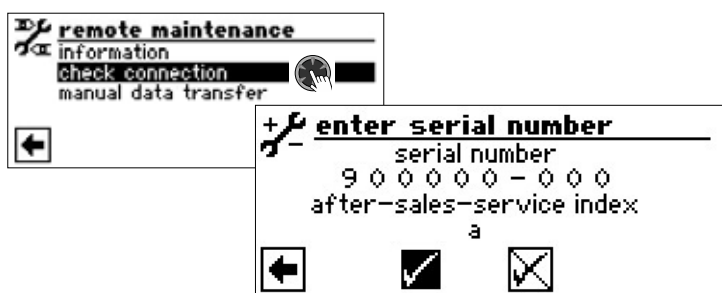 remote maintenance
information
check connection
manual data transfer
enter serial number
serial number
900000-000
after-sales-service index
a